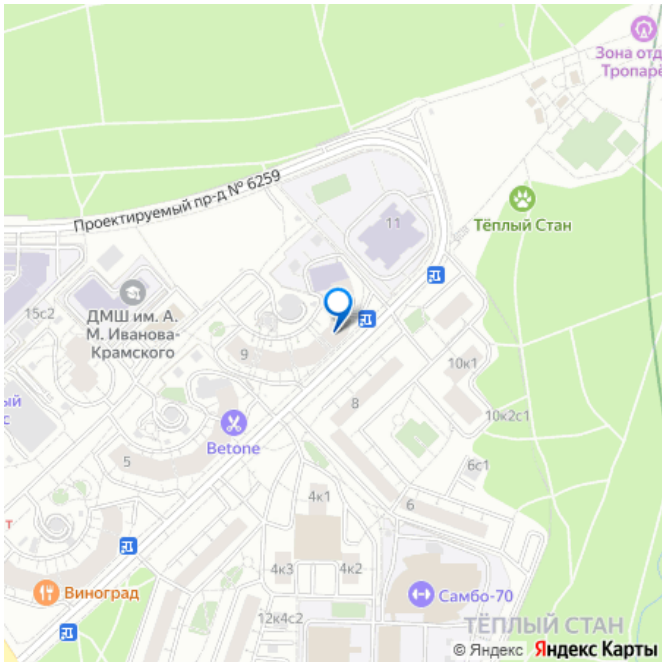 Зона отд
Тропарё
Проектируемый пр-д № 6259
11
Тёплый Стан
15с2
ДМШ им. А.
М. Иванова-
Крамского
9
10к1
8
10к2с1
ый
с
Betone
5
6с1
4к1
6
т
4к3
4к2
Виноград
Самбо-70
12к4с2
ТЁПЛЫЙ СТАН
© Яндекс Яндекс Карты